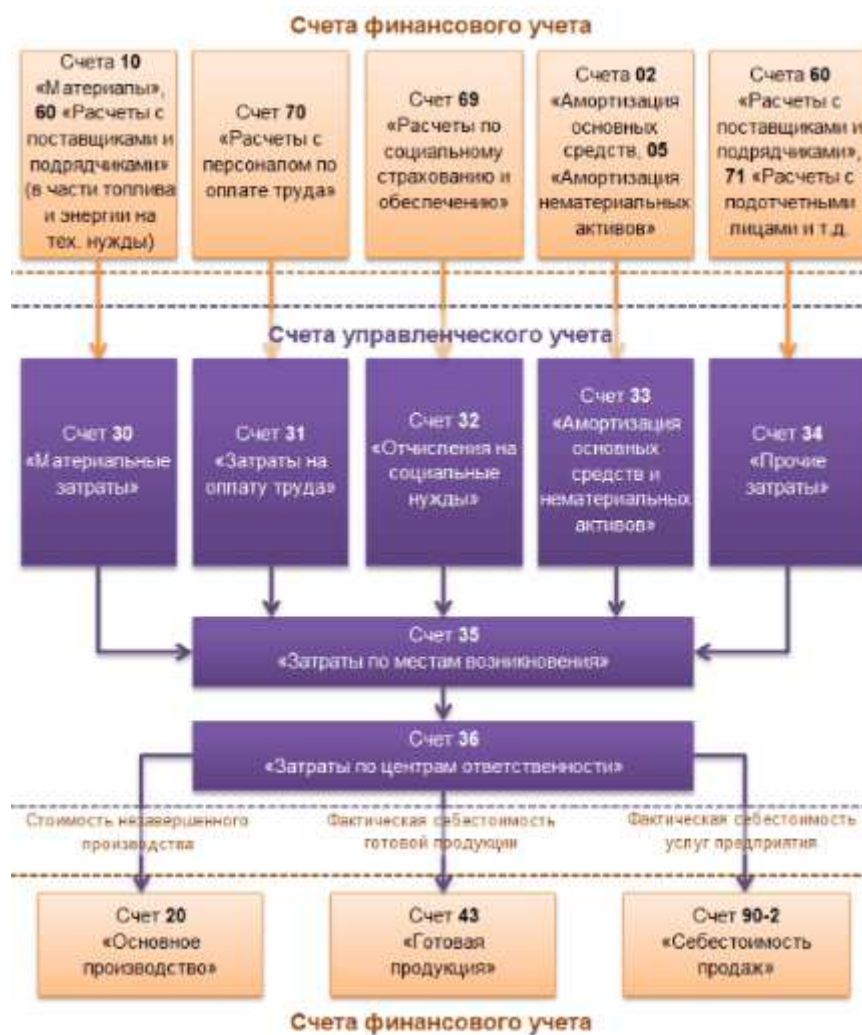 Счета финансового учета
Счета 10
«Материалы»,
60 «Расчеты с
поставщиками и
подрядчиками»
(в части топлива
и энергии на
тех. нужды)
Счет 70
«Расчеты с
персоналом по
оплате труда»
Счет 69
«Расчеты по
социальному
страхованию и
обеспечению»
Счета 02
«Амортизация
основных
средств, 05
«Амортизация
нематериальных
активов»
Счета 60
«Расчеты с
поставщиками и
подрядчиками»,
71 «Расчеты с
подотчетными
лицами и т.д.
Счета управленческого учета
Счет 30
«Материальные
затраты»
Счет 31
«Затраты на
оплату труда»
Счет 32
«Отчисления на
социальные
нужды»
Счет 33
«Амортизация
основных
средств и
нематериальных
активов»
Счет 34
«Прочие
затраты»
Счет 35
«Затраты по местам возникновения»
Счет 36
«Затраты по центрам ответственности»
Стоимость незавершенного
производства
Фактическая себестоимость
готовой продукции
Фактическая себестоимость
услуг предприятия
Счет 20
«Основное
производство»
Счет 43
«Готовая
продукция»
Счет 90-2
«Себестоимость
продаж»
Счета финансового учета